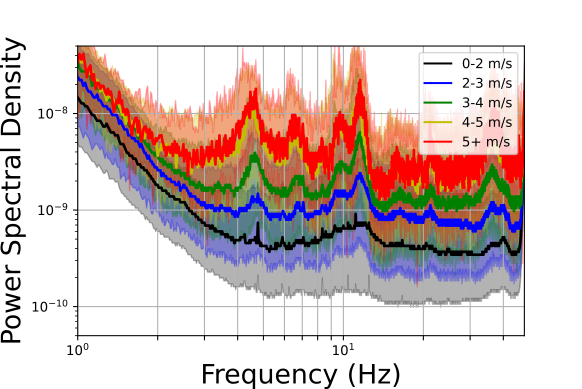 Power Spectral Density
10⁻⁸
10⁻⁹
10⁻¹⁰
10⁰
10¹
Frequency (Hz)
0-2 m/s
2-3 m/s
3-4 m/s
4-5 m/s
5+ m/s